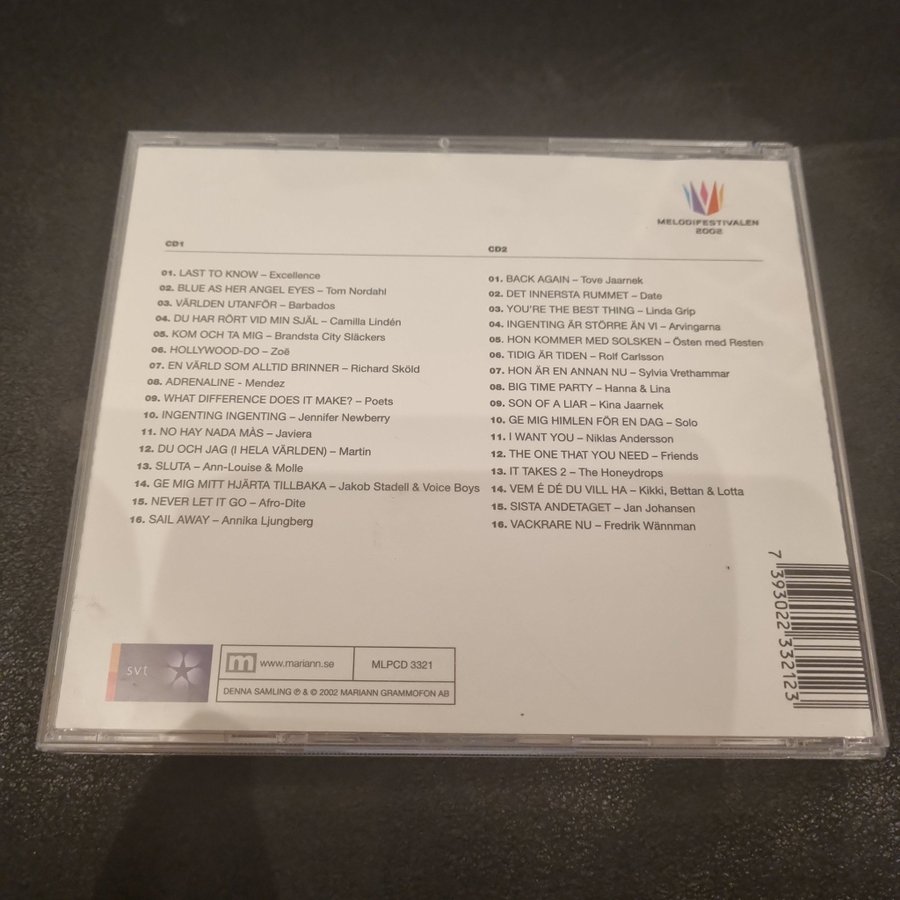 MELODIFESTIVALEN
2002
CD1
01. LAST TO KNOW – Excellence
02. BLUE AS HER ANGEL EYES – Tom Nordahl
03. VÄRLDEN UTANFÖR – Barbados
04. DU HAR RÖRT VID MIN SJÄL – Camilla Lindén
05. KOM OCH TA MIG – Brandsta City Släckers
06. HOLLYWOOD-DO – Zoë
07. EN VÄRLD SOM ALLTID BRINNER – Richard Sköld
08. ADRENALINE - Mendez
09. WHAT DIFFERENCE DOES IT MAKE? – Poets
10. INGENTING INGENTING – Jennifer Newberry
11. NO HAY NADA MÁS – Javiera
12. DU OCH JAG (I HELA VÄRLDEN) – Martin
13. SLUTA – Ann-Louise & Molle
14. GE MIG MITT HJÄRTA TILLBAKA – Jakob Stadell & Voice Boys
15. NEVER LET IT GO – Afro-Dite
16. SAIL AWAY – Annika Ljungberg
CD2
01. BACK AGAIN – Tove Jaarnek
02. DET INNERSTA RUMMET – Date
03. YOU'RE THE BEST THING – Linda Grip
04. INGENTING ÄR STÖRRE ÄN VI – Arvingarna
05. HON KOMMER MED SOLSKEN – Östen med Resten
06. TIDIG ÄR TIDEN – Rolf Carlsson
07. HON ÄR EN ANNAN NU – Sylvia Vrethammar
08. BIG TIME PARTY – Hanna & Lina
09. SON OF A LIAR – Kina Jaarnek
10. GE MIG HIMLEN FÖR EN DAG – Solo
11. I WANT YOU – Niklas Andersson
12. THE ONE THAT YOU NEED – Friends
13. IT TAKES 2 – The Honeydrops
14. VEM É DÉ DU VILL HA – Kikki, Bettan & Lotta
15. SISTA ANDETAGET – Jan Johansen
16. VACKRARE NU – Fredrik Wännman
7 393022 332123
svt
m www.mariann.se
MLPCD 3321
DENNA SAMLING ℗ & © 2002 MARIANN GRAMMOFON AB